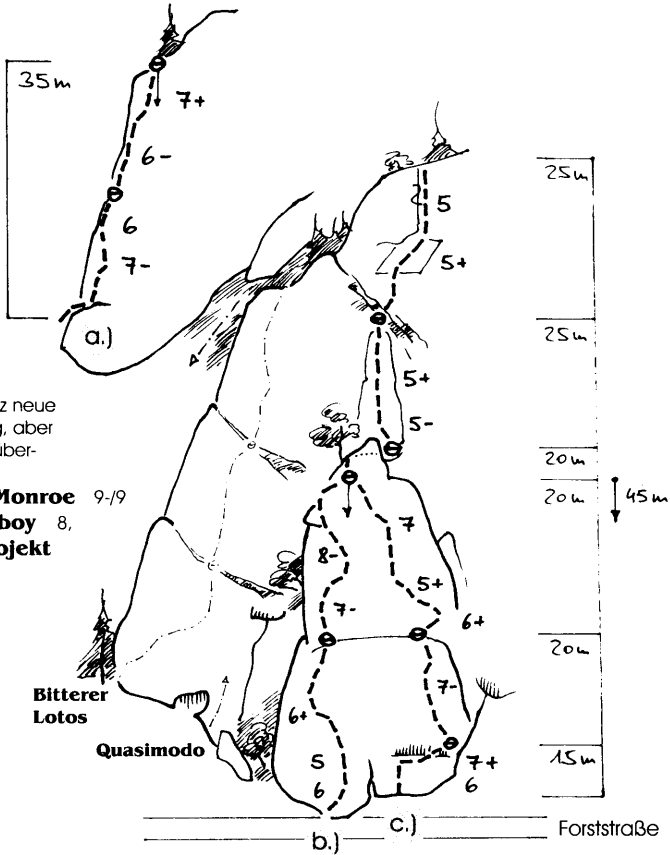 35m
7+
6-
6
7-
a.)
25m
5
5+
25m
5+
5-
20m
20m
45m
z neue
g, aber
über-
Monroe 9-/9
boy 8,
ojekt
7
8-
5+
7-
6+
20m
7-
Bitterer
Lotos
6+
Quasimodo
5
6
7+
6
15m
b.)
c.)
Forststraße